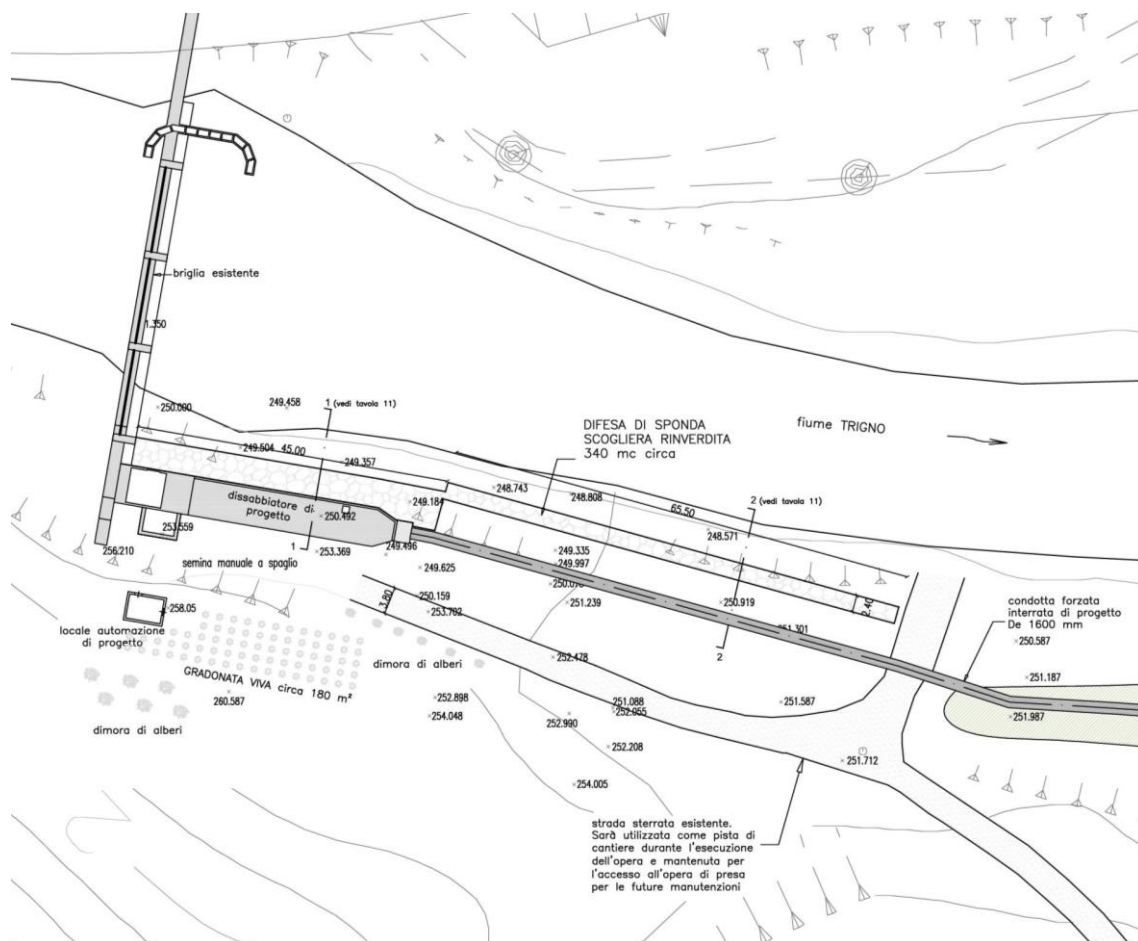 briglia esistente
1.350
250.000
249.458
1 (vedi tavola 11)
249.504
45.00
249.357
DIFESA DI SPONDA
SCOGLIERA RINVERDITA
340 mc circa
fiume TRIGNO
248.743
248.808
65.50
2 (vedi tavola 11)
248.571
249.184
dissabbiatore di
progetto
250.492
253.559
256.210
1
253.369
249.496
249.625
semina manuale a spaglio
249.335
249.997
251.239
250.159
253.702
3.80
250.919
251.301
2.40
2
condotta forzata
interrata di progetto
De 1600 mm
250.587
251.187
251.987
258.05
locale automazione
di progetto
GRADONATA VIVA circa 180 m²
260.587
dimora di alberi
dimora di alberi
252.478
252.898
254.048
251.088
252.055
252.990
251.587
252.208
251.712
254.005
strada sterrata esistente.
Sarà utilizzata come pista di
cantiere durante l'esecuzione
dell'opera e mantenuta per
l'accesso all'opera di presa
per le future manutenzioni